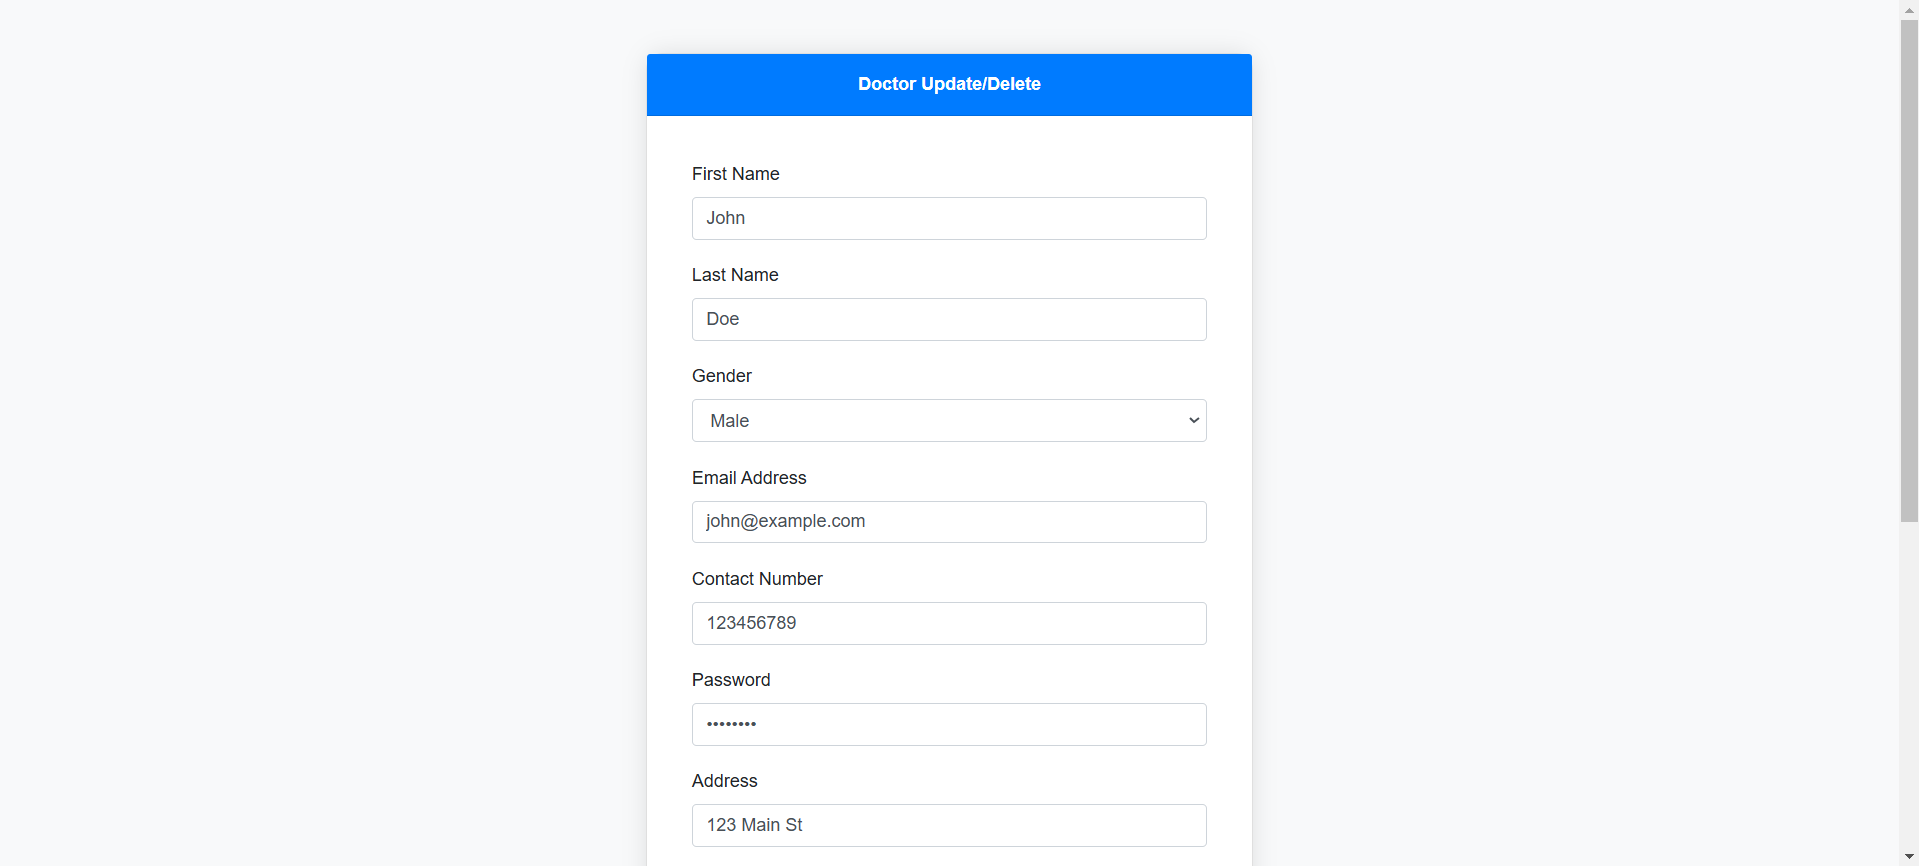 Doctor Update/Delete
First Name
John
Last Name
Doe
Gender
Male
Email Address
john@example.com
Contact Number
123456789
Password
••••••••
Address
123 Main St